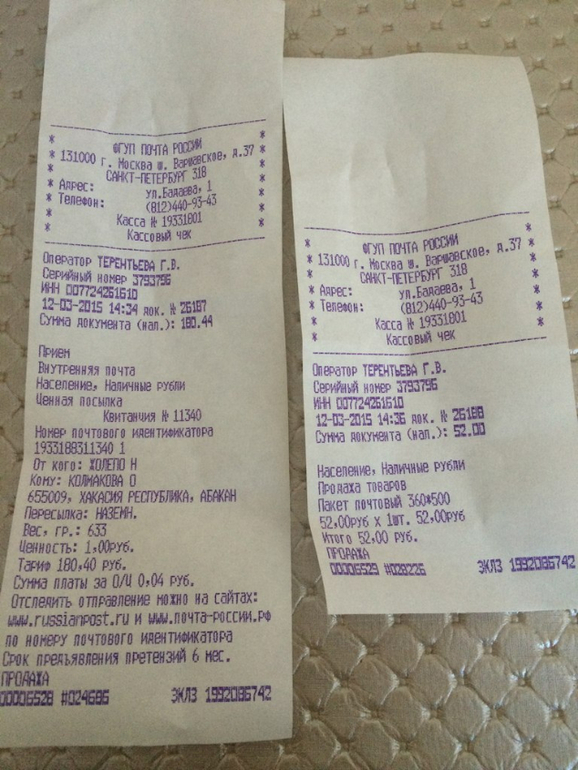 * ФГУП ПОЧТА РОССИИ *
* 131000 г. Москва ш. Варшавское, д.37 *
* САНКТ-ПЕТЕРБУРГ 318 *
* Адрес: ул.Бадаева, 1 *
* Телефон: (812)440-93-43 *
* Касса № 19331801 *
* Кассовый чек *
Оператор ТЕРЕНТЬЕВА Г.В.
Серийный номер 3793796
ИНН 007724261610
12-03-2015 14:34 док. № 26187
Сумма документа (нал.): 180.44
Прием
Внутренняя почта
Население, Наличные рубли
Ценная посылка
Квитанция № 11340
Номер почтового идентификатора
1933188311340 1
От кого: ХОЛЕПО Н
Кому: КОЛМАКОВА О
655009, ХАКАСИЯ РЕСПУБЛИКА, АБАКАН
Пересылка: НАЗЕМН.
Вес, гр.: 633
Ценность: 1,00руб.
Тариф 180,40 руб.
Сумма платы за О/Ц 0,04 руб.
Отследить отправление можно на сайтах:
www.russianpost.ru и www.почта-россии.рф
по номеру почтового идентификатора
Срок предъявления претензий 6 мес.
ПРОДАЖА
00006528 #024686 ЭКЛЗ 1992086742
* ФГУП ПОЧТА РОССИИ *
* 131000 г. Москва ш. Варшавское, д.37 *
* САНКТ-ПЕТЕРБУРГ 318 *
* Адрес: ул.Бадаева, 1 *
* Телефон: (812)440-93-43 *
* Касса № 19331801 *
* Кассовый чек *
Оператор ТЕРЕНТЬЕВА Г.В.
Серийный номер 3793796
ИНН 007724261610
12-03-2015 14:36 док. № 26188
Сумма документа (нал.): 52.00
Население, Наличные рубли
Продажа товаров
Пакет почтовый 360*500
52,00руб х 1шт. 52,00руб
Итого 52,00 руб.
ПРОДАЖА
00006529 #028226 ЭКЛЗ 1992086742